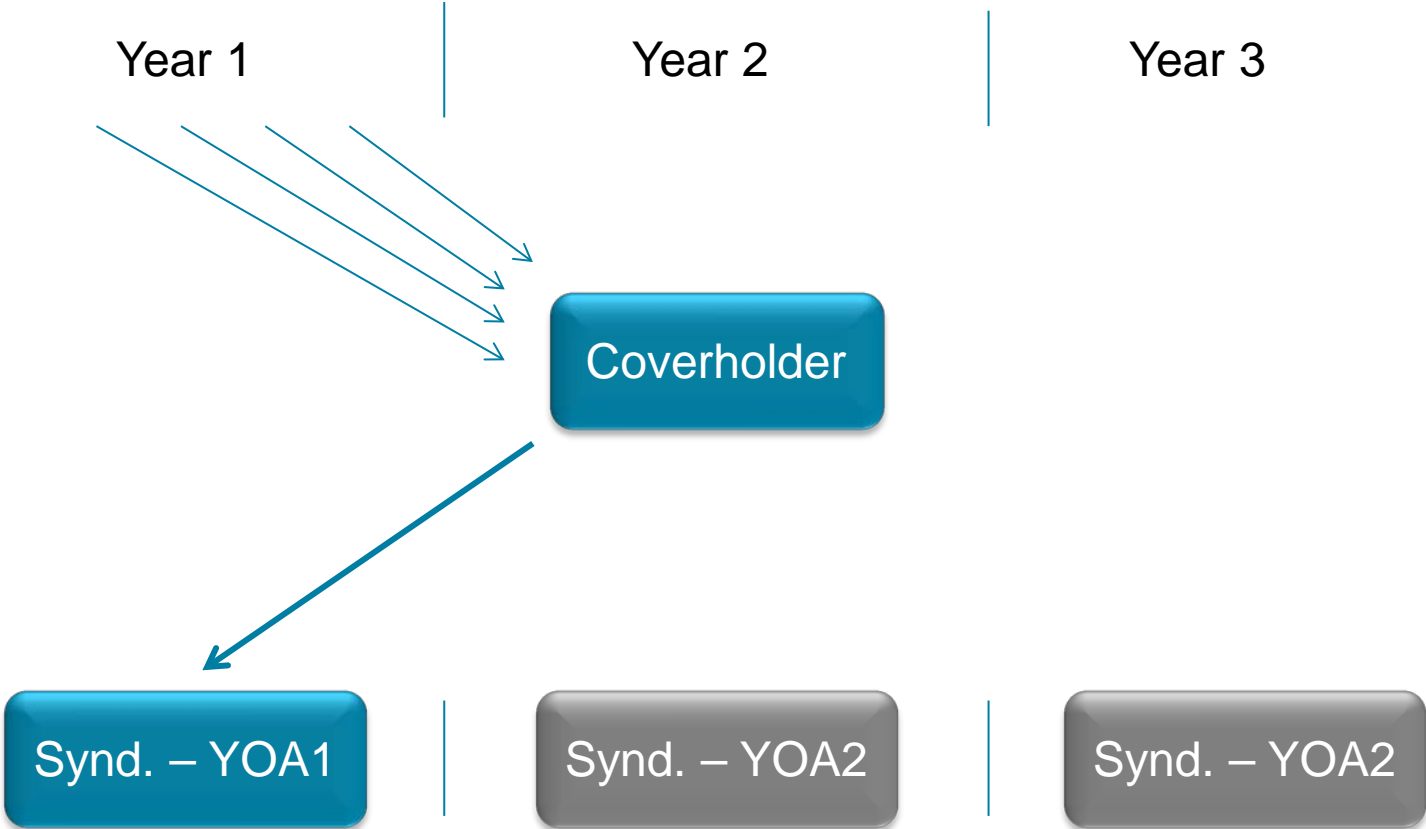 Year 1
Year 2
Year 3
Coverholder
Synd. – YOA1
Synd. – YOA2
Synd. – YOA2